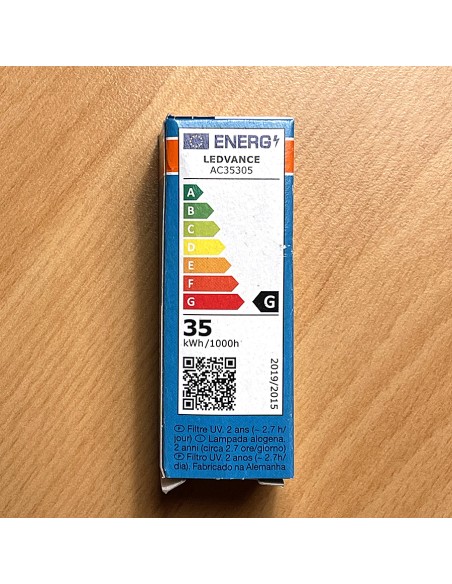 ENERG
LEDVANCE
AC35305
A
B
C
D
E
F
G
G
35
kWh/1000h
2019/2015
Filtre UV. 2 ans (~ 2,7 h/
jour) Lampada alogena.
2 anni (circa 2.7 ore/giorno)
Filtro UV. 2 anos (~ 2.7h/
dia). Fabricado na Alemanha